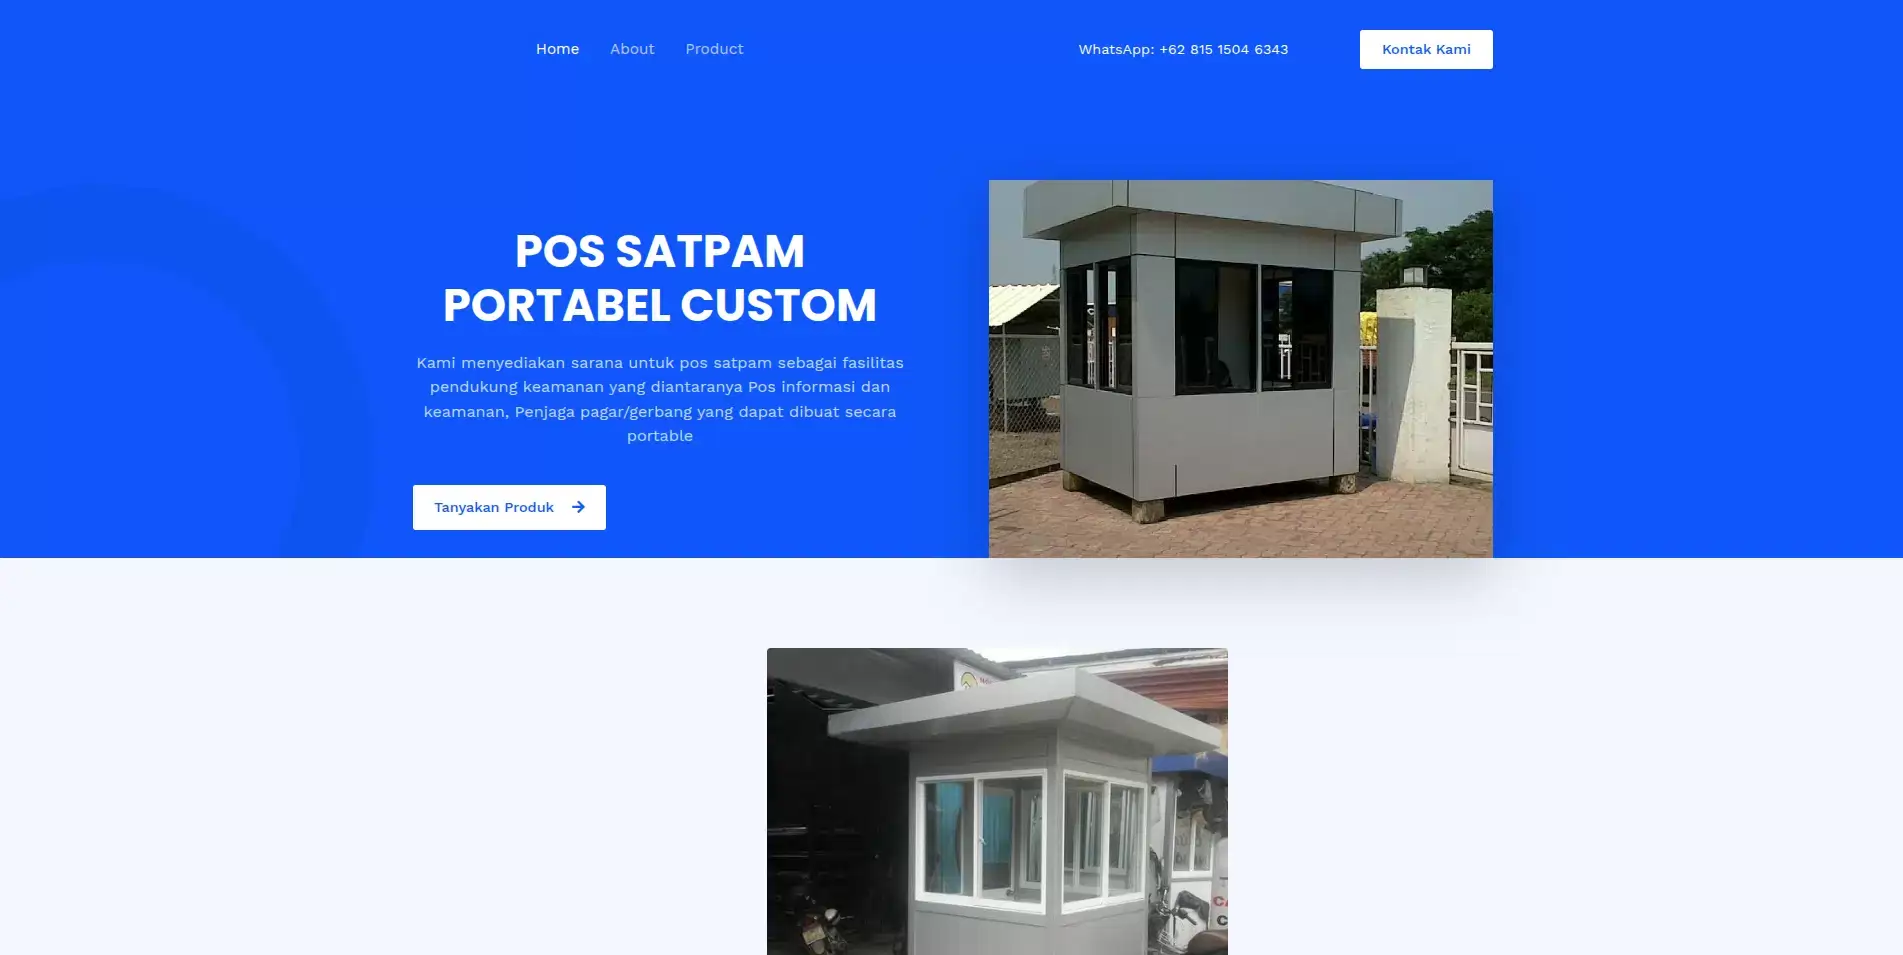 Home About Product WhatsApp: +62 815 1504 6343 Kontak Kami
POS SATPAM
PORTABEL CUSTOM
Kami menyediakan sarana untuk pos satpam sebagai fasilitas
pendukung keamanan yang diantaranya Pos informasi dan
keamanan, Penjaga pagar/gerbang yang dapat dibuat secara
portable
Tanyakan Produk